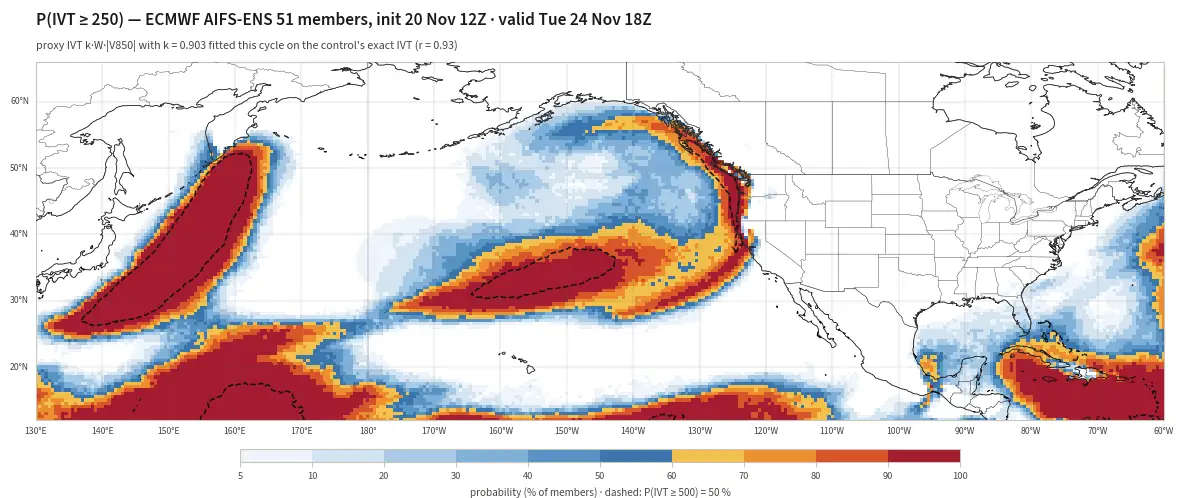 P(IVT ≥ 250) — ECMWF AIFS-ENS 51 members, init 20 Nov 12Z · valid Tue 24 Nov 18Z
proxy IVT k·W·|V850| with k = 0.903 fitted this cycle on the control's exact IVT (r = 0.93)
60°N
50°N
40°N
30°N
20°N
130°E 140°E 150°E 160°E 170°E 180° 170°W 160°W 150°W 140°W 130°W 120°W 110°W 100°W 90°W 80°W 70°W 60°W
5 10 20 30 40 50 60 70 80 90 100
probability (% of members) · dashed: P(IVT ≥ 500) = 50 %